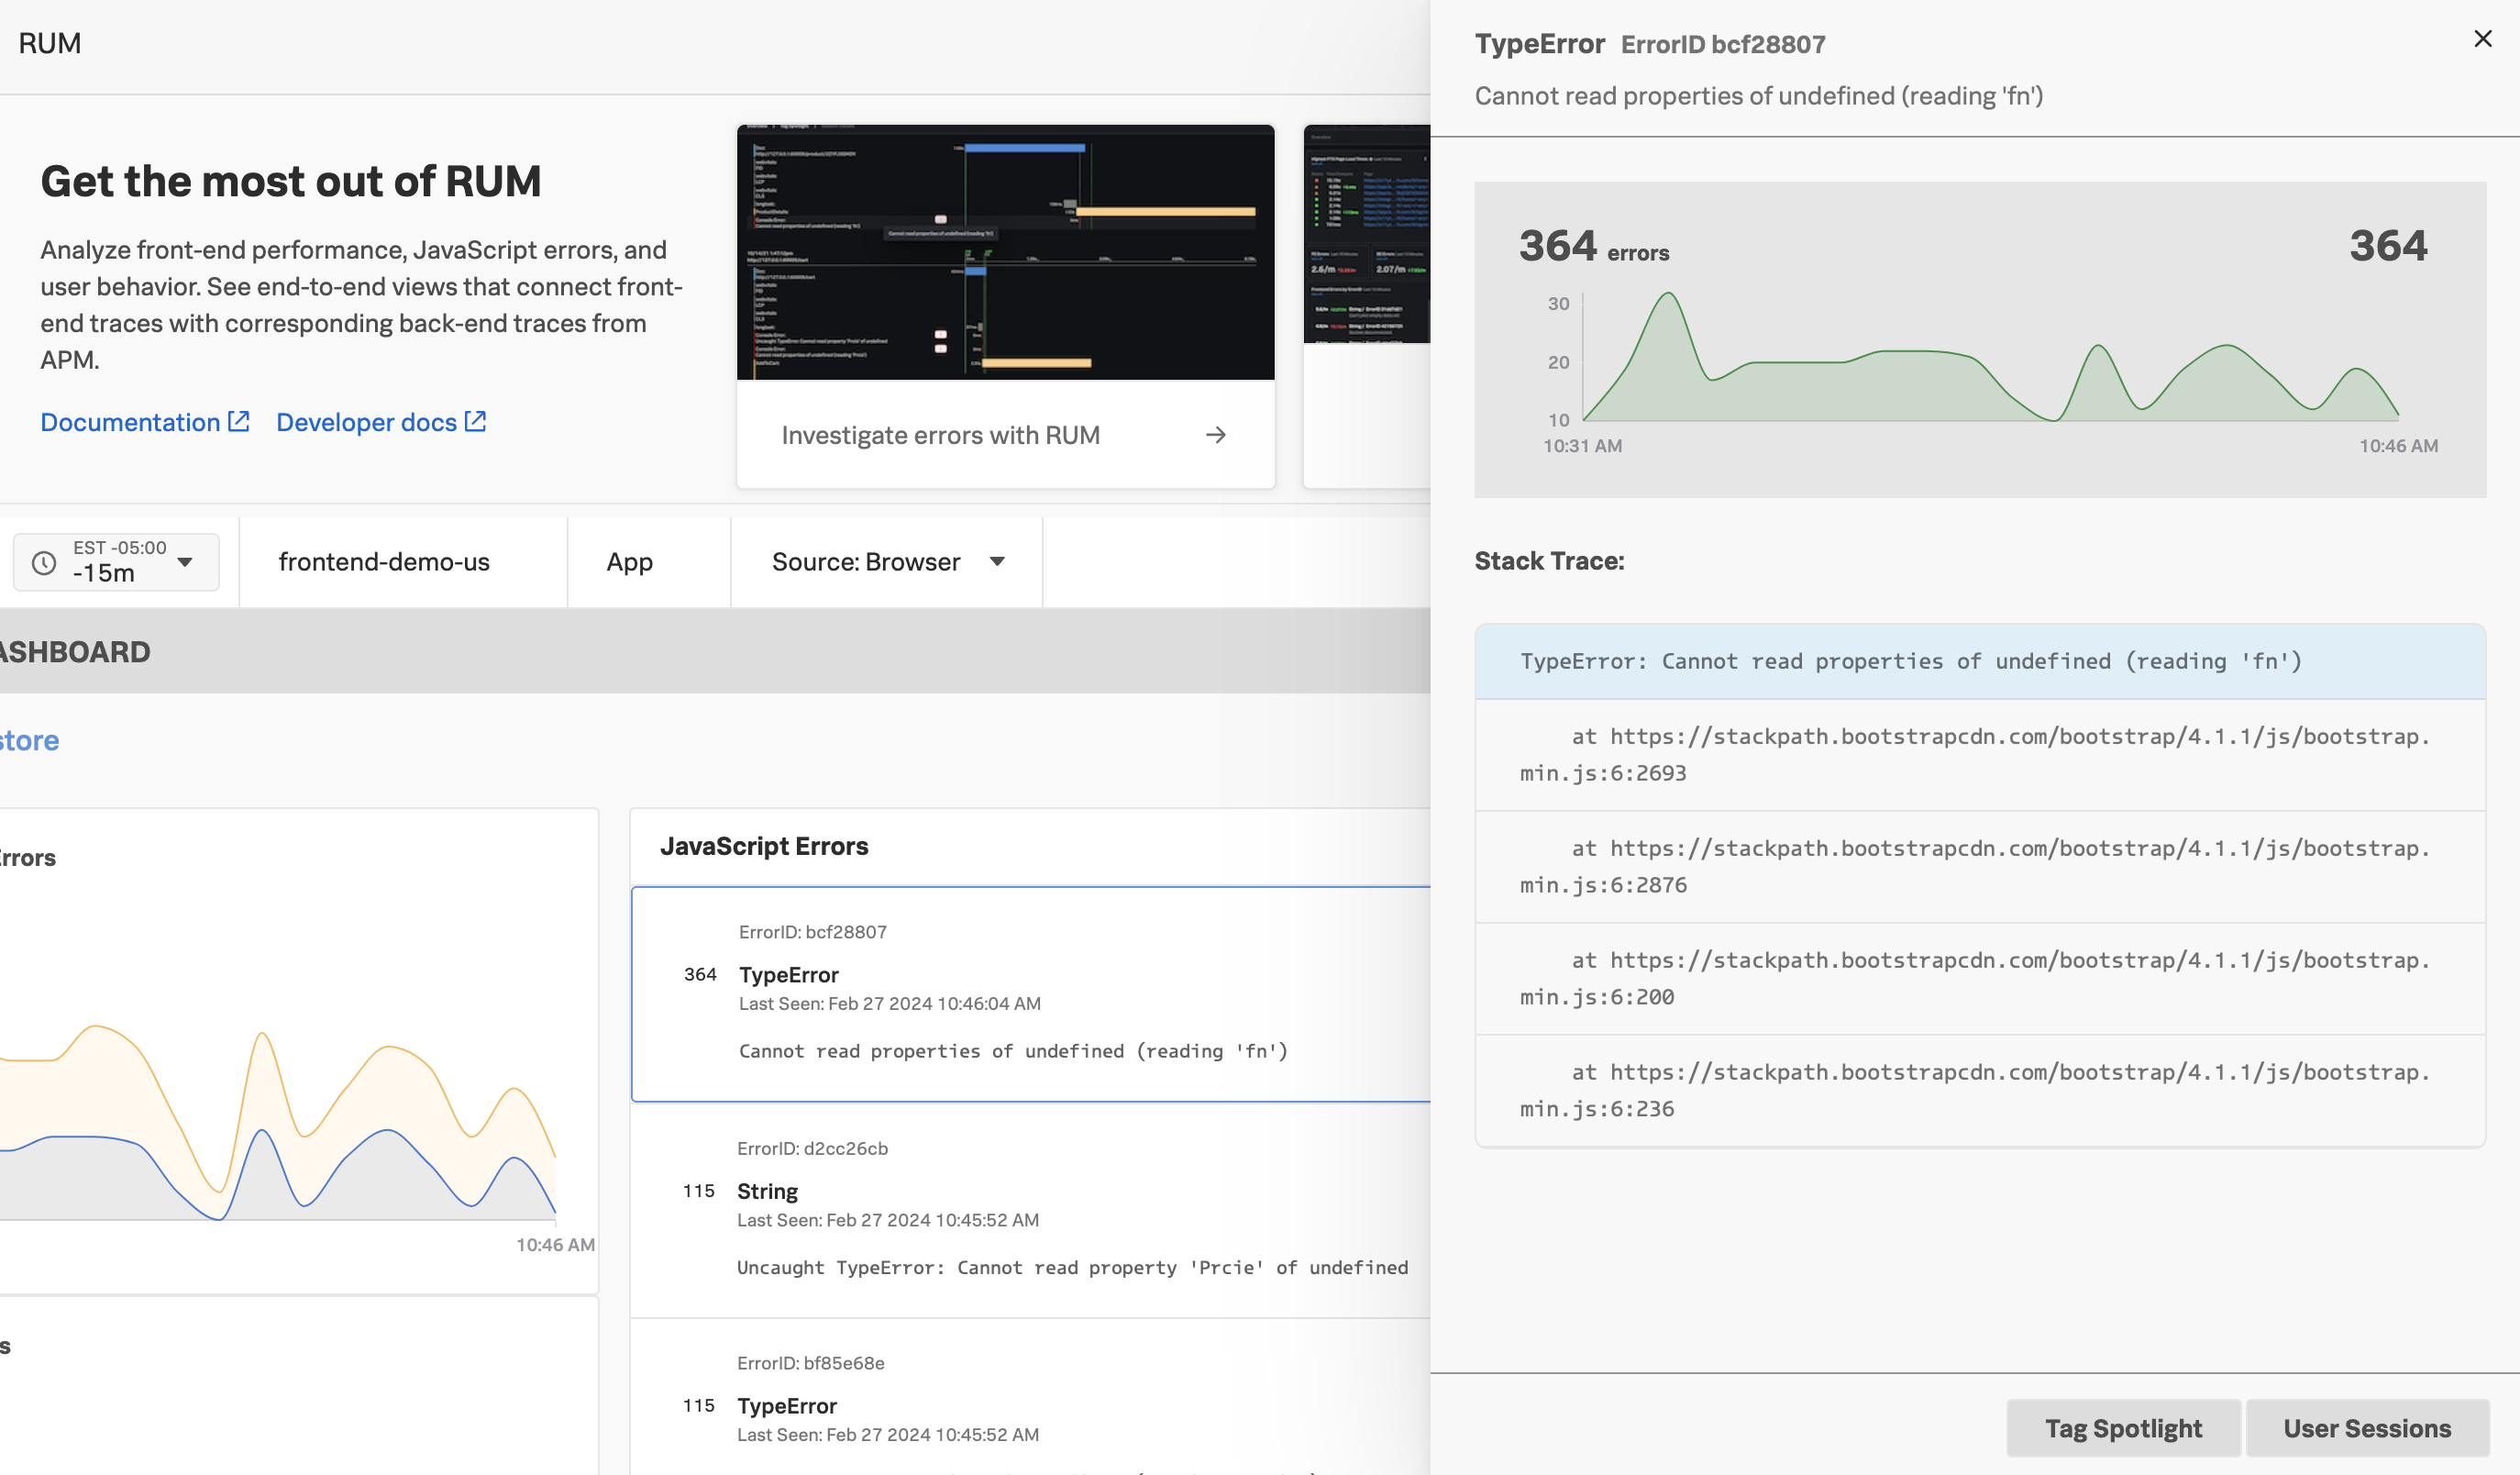 RUM
Get the most out of RUM
Analyze front-end performance, JavaScript errors, and
user behavior. See end-to-end views that connect front-
end traces with corresponding back-end traces from
APM.
Documentation
Developer docs
Investigate errors with RUM
EST -05:00
-15m
frontend-demo-us
App
Source: Browser
ASHBOARD
store
Errors
10:46 AM
s
JavaScript Errors
ErrorID: bcf28807
364 TypeError
Last Seen: Feb 27 2024 10:46:04 AM
Cannot read properties of undefined (reading 'fn')
ErrorID: d2cc26cb
115 String
Last Seen: Feb 27 2024 10:45:52 AM
Uncaught TypeError: Cannot read property 'Prcie' of undefined
ErrorID: bf85e68e
115 TypeError
Last Seen: Feb 27 2024 10:45:52 AM
TypeError ErrorID bcf28807
Cannot read properties of undefined (reading 'fn')
364 errors
364
30
20
10
10:31 AM
10:46 AM
Stack Trace:
TypeError: Cannot read properties of undefined (reading 'fn')
at https://stackpath.bootstrapcdn.com/bootstrap/4.1.1/js/bootstrap.
min.js:6:2693
at https://stackpath.bootstrapcdn.com/bootstrap/4.1.1/js/bootstrap.
min.js:6:2876
at https://stackpath.bootstrapcdn.com/bootstrap/4.1.1/js/bootstrap.
min.js:6:200
at https://stackpath.bootstrapcdn.com/bootstrap/4.1.1/js/bootstrap.
min.js:6:236
Tag Spotlight
User Sessions